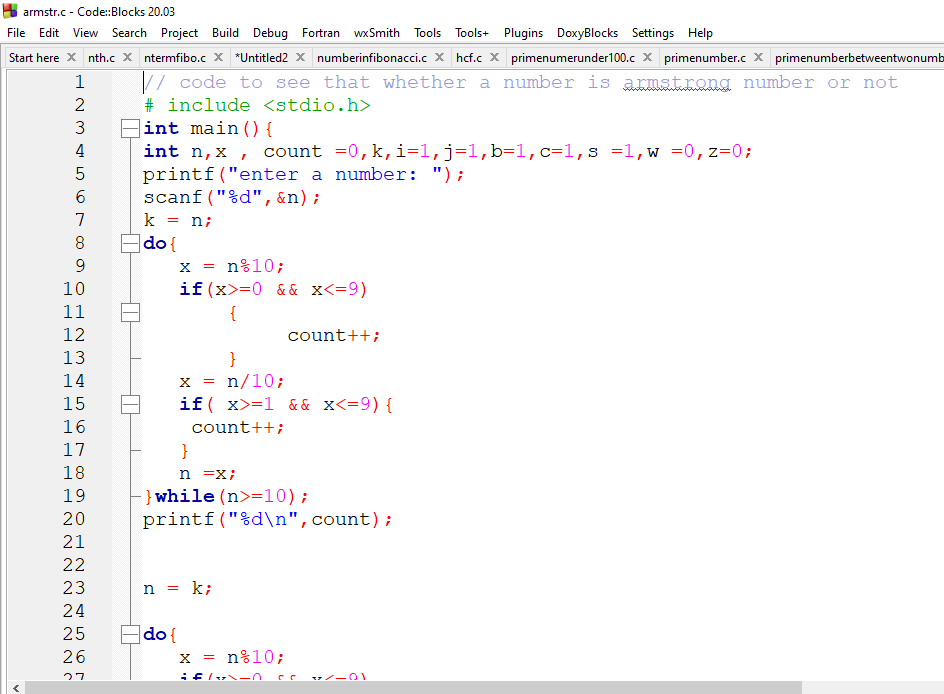 armstr.c - Code::Blocks 20.03
File Edit View Search Project Build Debug Fortran wxSmith Tools Tools+ Plugins DoxyBlocks Settings Help
Start here nth.c ntermfibo.c *Untitled2 numberinfibonacci.c hcf.c primenumerunder100.c primenumber.c primenumberbetweentwonumb
1 // code to see that whether a number is armstrong number or not
2 # include <stdio.h>
3 int main(){
4 int n,x , count =0,k,i=1,j=1,b=1,c=1,s =1,w =0,z=0;
5 printf("enter a number: ");
6 scanf("%d",&n);
7 k = n;
8 do{
9 x = n%10;
10 if(x>=0 && x<=9)
11 {
12 count++;
13 }
14 x = n/10;
15 if( x>=1 && x<=9){
16 count++;
17 }
18 n =x;
19 }while(n>=10);
20 printf("%d\n",count);
21
22
23 n = k;
24
25 do{
26 x = n%10;
27 if(x>=0 && x<=9)